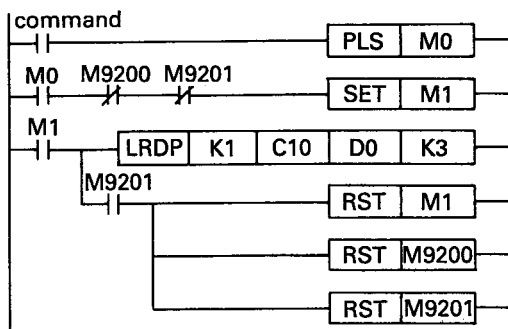 command
PLS M0
M0 M9200 M9201
SET M1
M1
LRDP K1 C10 D0 K3
M9201
RST M1
RST M9200
RST M9201